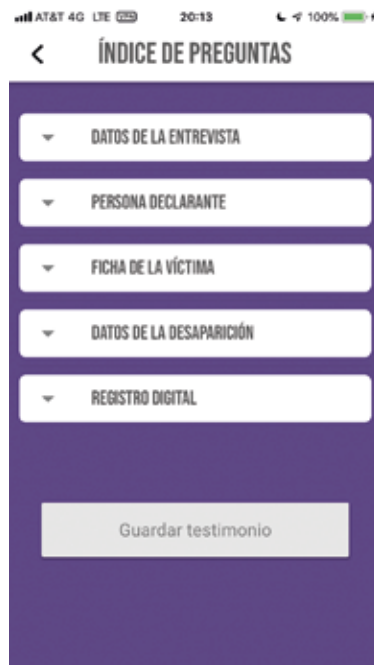 AT&T 4G LTE 20:13 100%
ÍNDICE DE PREGUNTAS
DATOS DE LA ENTREVISTA
PERSONA DECLARANTE
FICHA DE LA VÍCTIMA
DATOS DE LA DESAPARICIÓN
REGISTRO DIGITAL
Guardar testimonio